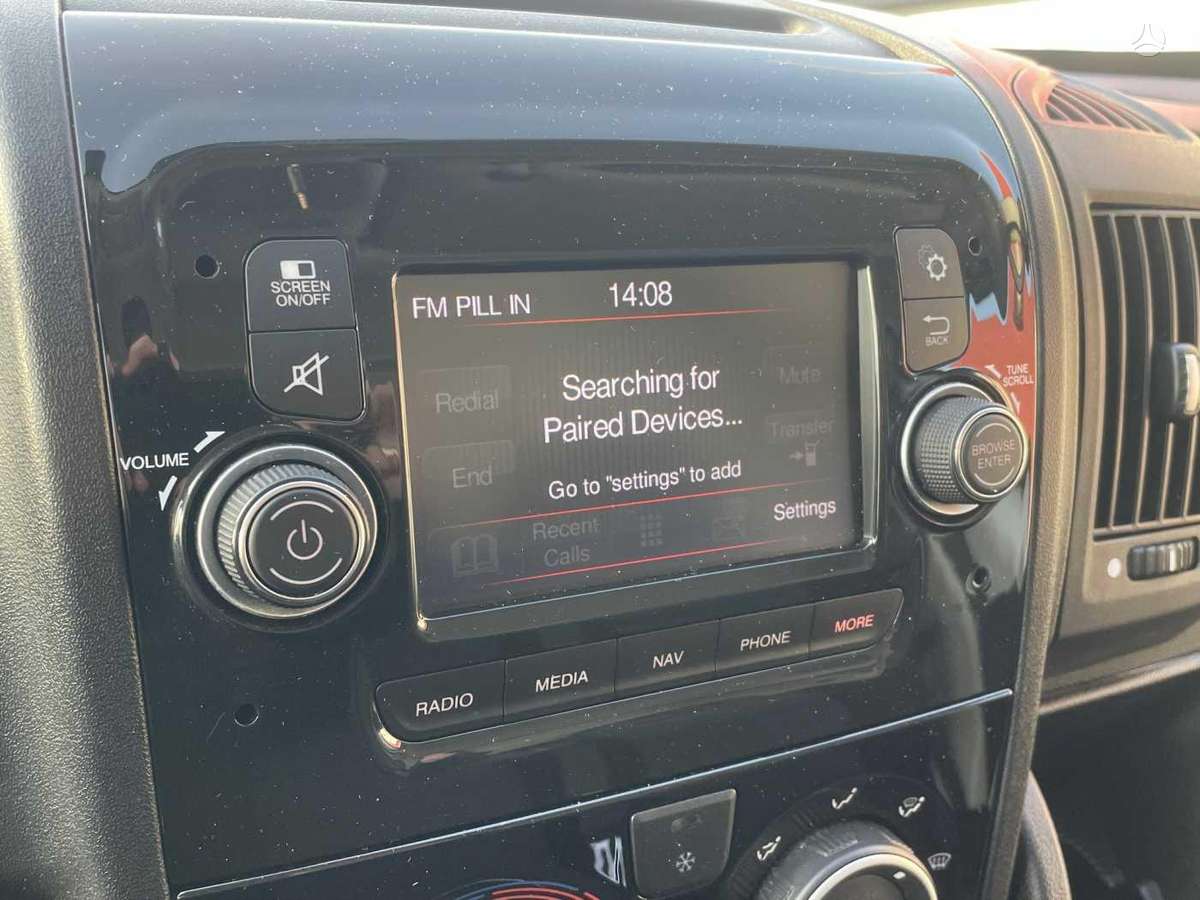 SCREEN
ON/OFF
FM PILL IN
14:08
BACK
TUNE
SCROLL
Redial
Searching for
Paired Devices...
Mute
Transfer
VOLUME
BROWSE
ENTER
End
Go to "settings" to add
Recent
Calls
Settings
RADIO
MEDIA
NAV
PHONE
MORE